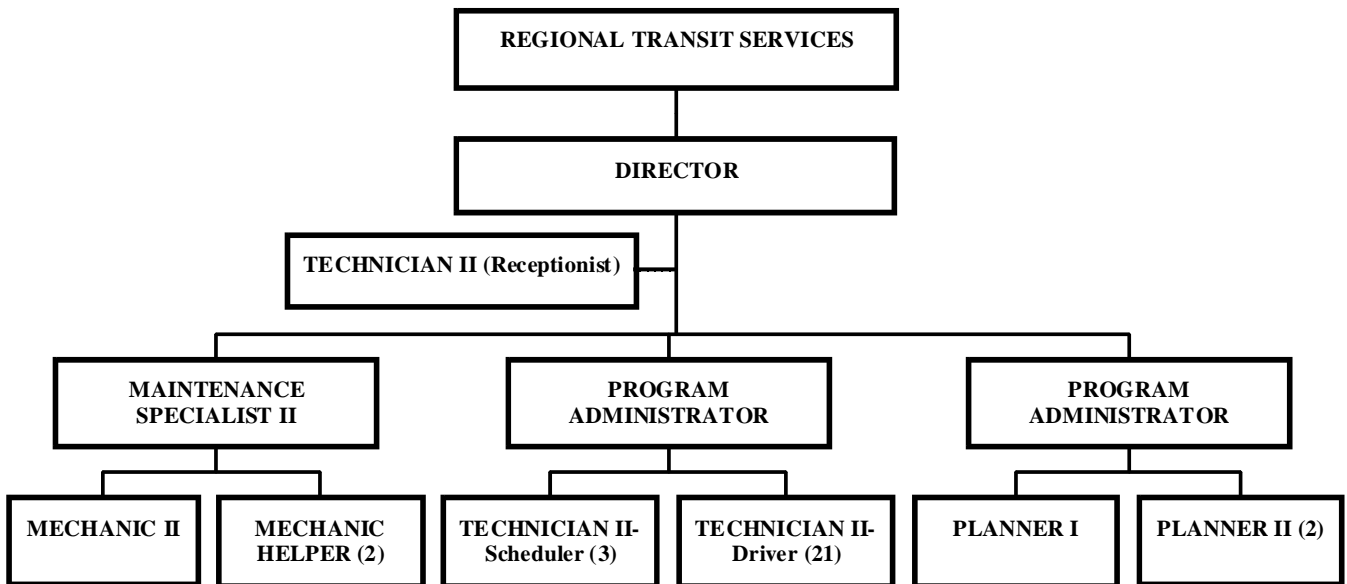 REGIONAL TRANSIT SERVICES
DIRECTOR
TECHNICIAN II (Receptionist)
MAINTENANCE
SPECIALIST II
PROGRAM
ADMINISTRATOR
PROGRAM
ADMINISTRATOR
MECHANIC II
MECHANIC
HELPER (2)
TECHNICIAN II-
Scheduler (3)
TECHNICIAN II-
Driver (21)
PLANNER I
PLANNER II (2)